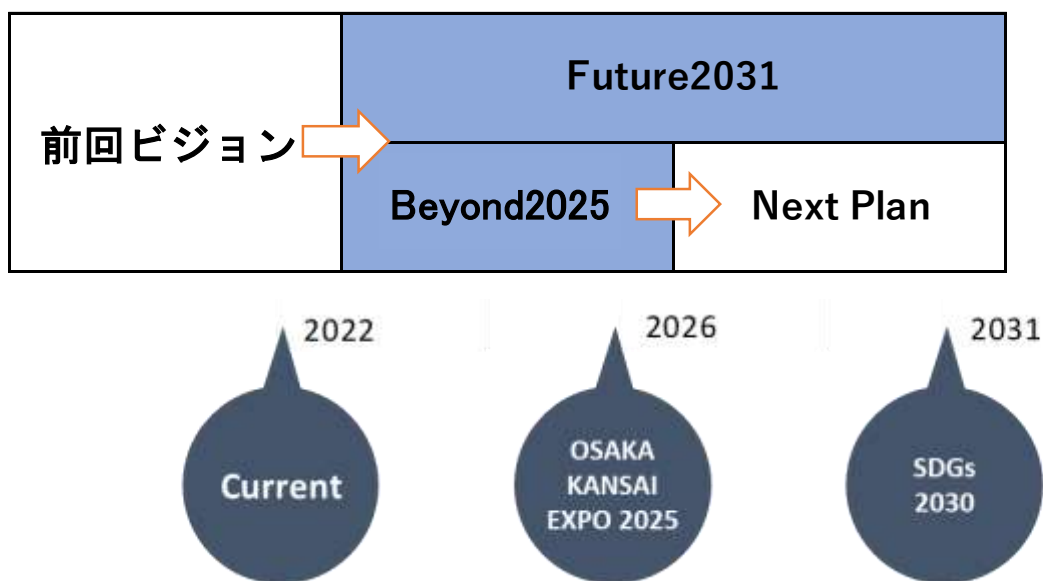 Future2031
前回ビジョン
Beyond2025
Next Plan
2022
2026
2031
Current
OSAKA
KANSAI
EXPO 2025
SDGs
2030